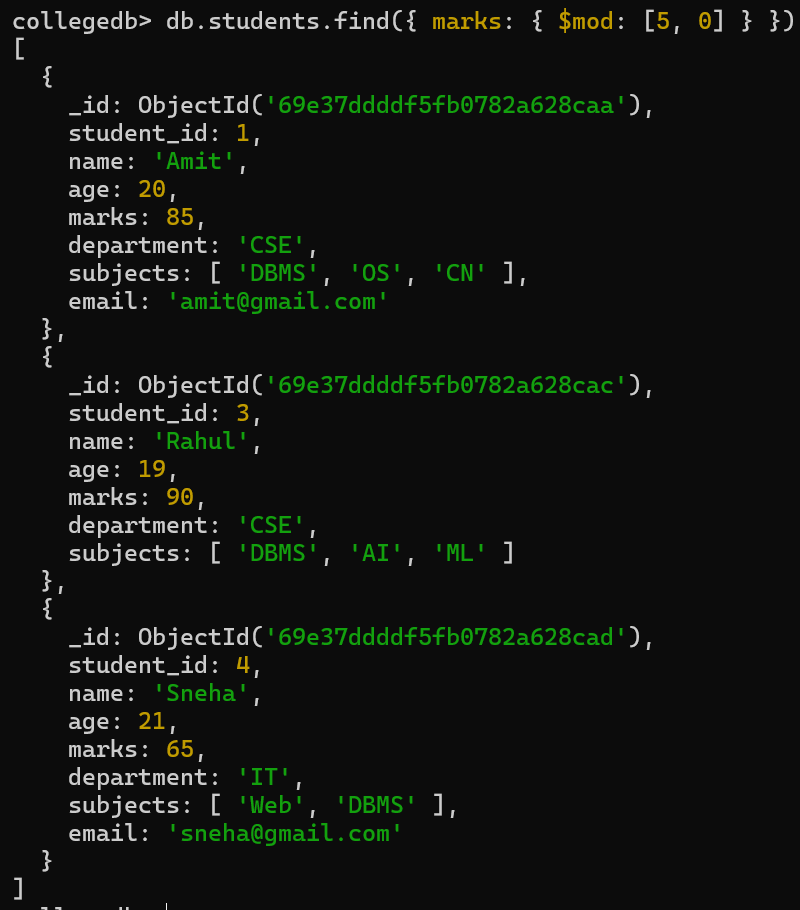 collegedb> db.students.find({ marks: { $mod: [5, 0] } })
[
  {
    _id: ObjectId('69e37ddddf5fb0782a628caa'),
    student_id: 1,
    name: 'Amit',
    age: 20,
    marks: 85,
    department: 'CSE',
    subjects: [ 'DBMS', 'OS', 'CN' ],
    email: 'amit@gmail.com'
  },
  {
    _id: ObjectId('69e37ddddf5fb0782a628cac'),
    student_id: 3,
    name: 'Rahul',
    age: 19,
    marks: 90,
    department: 'CSE',
    subjects: [ 'DBMS', 'AI', 'ML' ]
  },
  {
    _id: ObjectId('69e37ddddf5fb0782a628cad'),
    student_id: 4,
    name: 'Sneha',
    age: 21,
    marks: 65,
    department: 'IT',
    subjects: [ 'Web', 'DBMS' ],
    email: 'sneha@gmail.com'
  }
]